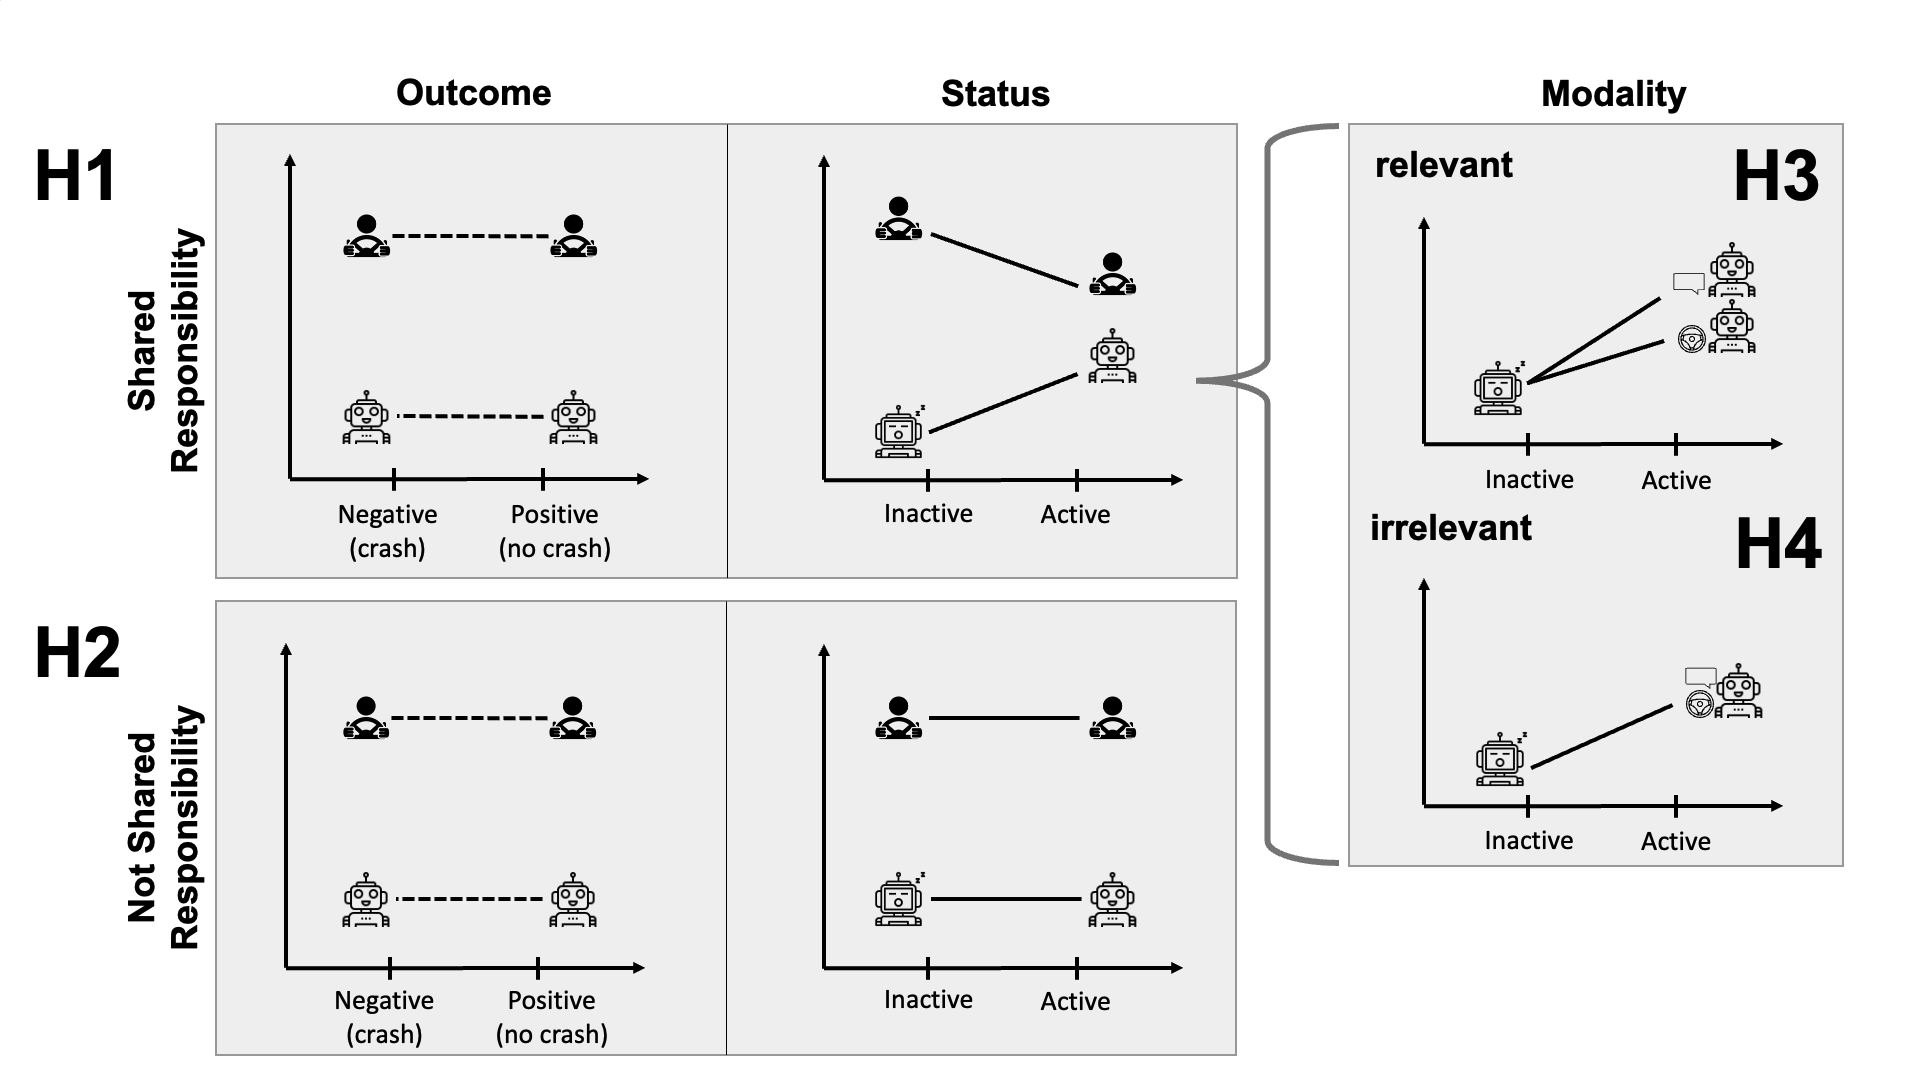 Outcome
Status
Modality
H1
Shared
Responsibility
Negative
(crash)
Positive
(no crash)
z z
Inactive
Active
relevant
H3
z z
Inactive
Active
irrelevant
H4
z z
Inactive
Active
H2
Not Shared
Responsibility
Negative
(crash)
Positive
(no crash)
z z
Inactive
Active